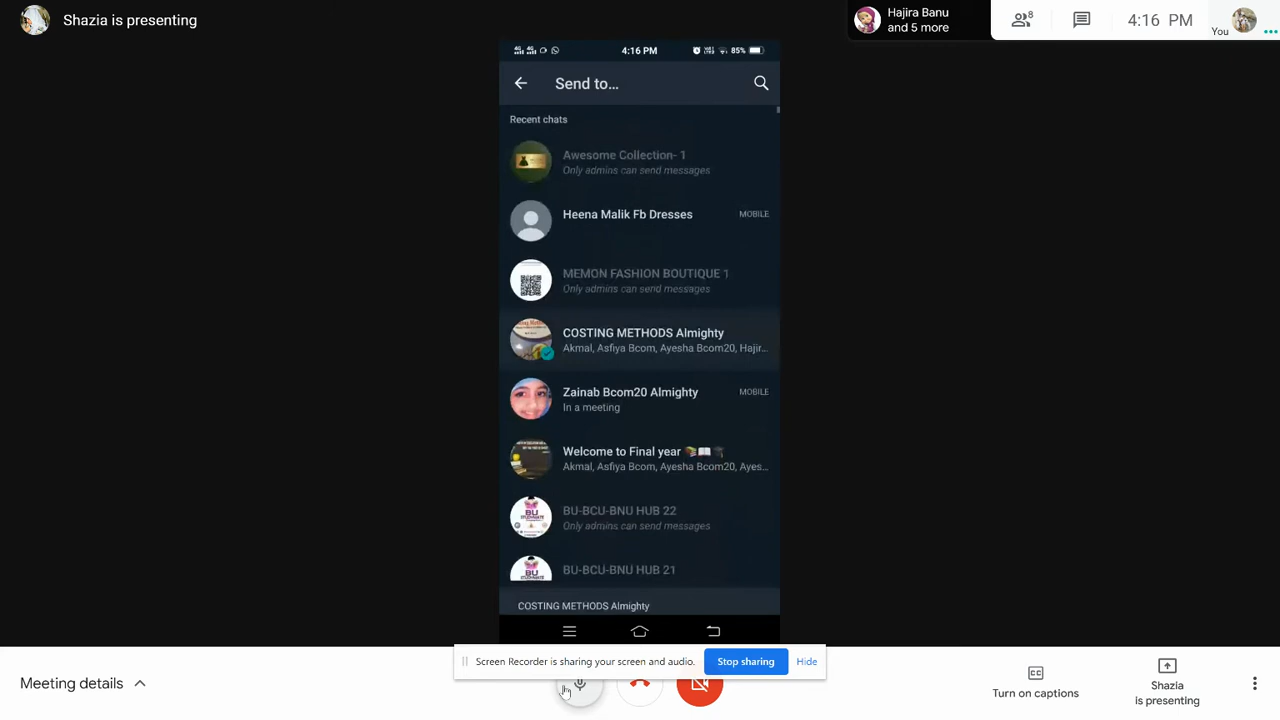 Shazia is presenting
Hajira Banu
and 5 more
8
4:16 PM
You
4:16 PM
85%
Send to...
Recent chats
Awesome Collection- 1
Only admins can send messages
Heena Malik Fb Dresses
MOBILE
MEMON FASHION BOUTIQUE 1
Only admins can send messages
COSTING METHODS Almighty
Akmal, Asfiya Bcom, Ayesha Bcom20, Hajir...
Zainab Bcom20 Almighty
MOBILE
In a meeting
Welcome to Final year
Akmal, Asfiya Bcom, Ayesha Bcom20, Ayes...
BU-BCU-BNU HUB 22
Only admins can send messages
BU-BCU-BNU HUB 21
COSTING METHODS Almighty
Screen Recorder is sharing your screen and audio.
Stop sharing
Hide
Meeting details
Turn on captions
Shazia
is presenting